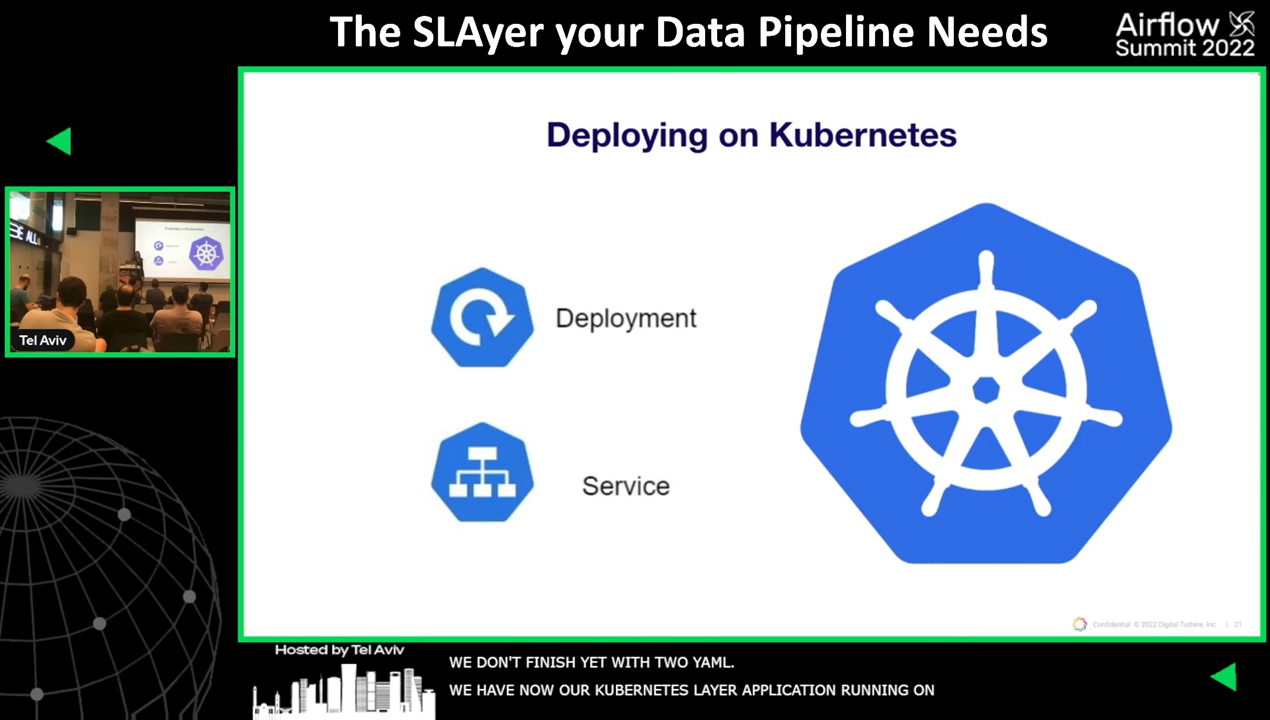 The SLAyer your Data Pipeline Needs
Airflow
Summit 2022
Deploying on Kubernetes
Deployment
Service
Tel Aviv
Confidential © 2022 Digital Turbine, Inc | 21
Hosted by Tel Aviv
WE DON'T FINISH YET WITH TWO YAML.
WE HAVE NOW OUR KUBERNETES LAYER APPLICATION RUNNING ON